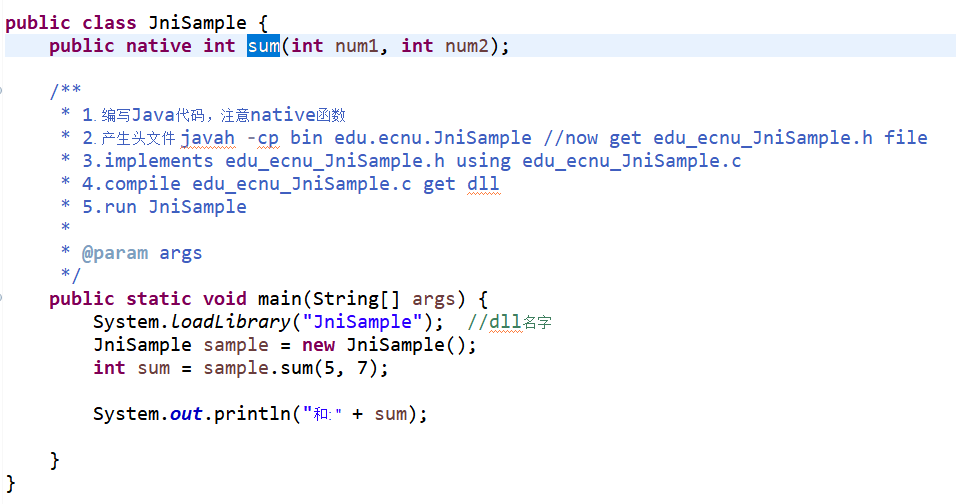 public class JniSample {
    public native int sum(int num1, int num2);

    /**
     * 1.编写Java代码，注意native函数
     * 2.产生头文件 javah -cp bin edu.ecnu.JniSample //now get edu_ecnu_JniSample.h file
     * 3.implements edu_ecnu_JniSample.h using edu_ecnu_JniSample.c
     * 4.compile edu_ecnu_JniSample.c get dll
     * 5.run JniSample
     *
     * @param args
     */
    public static void main(String[] args) {
        System.loadLibrary("JniSample");  //dll名字
        JniSample sample = new JniSample();
        int sum = sample.sum(5, 7);

        System.out.println("和:" + sum);

    }
}